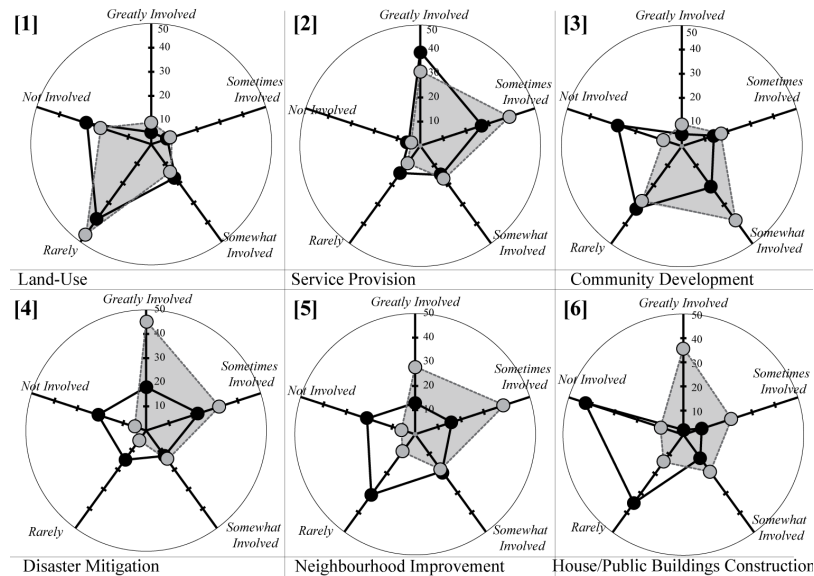 [1]
Greatly Involved
50
40
30
20
10
Sometimes
Involved
Not Involved
Rarely
Somewhat
Involved
Land-Use
[2]
Greatly Involved
50
40
30
20
10
Sometimes
Involved
Not Involved
Rarely
Somewhat
Involved
Service Provision
[3]
Greatly Involved
50
40
30
20
10
Sometimes
Involved
Not Involved
Rarely
Somewhat
Involved
Community Development
[4]
Greatly Involved
50
40
30
20
10
Sometimes
Involved
Not Involved
Rarely
Somewhat
Involved
Disaster Mitigation
[5]
Greatly Involved
50
40
30
20
10
Sometimes
Involved
Not Involved
Rarely
Somewhat
Involved
Neighbourhood Improvement
[6]
Greatly Involved
50
40
30
20
10
Sometimes
Involved
Not Involved
Rarely
Somewhat
Involved
House/Public Buildings Construction